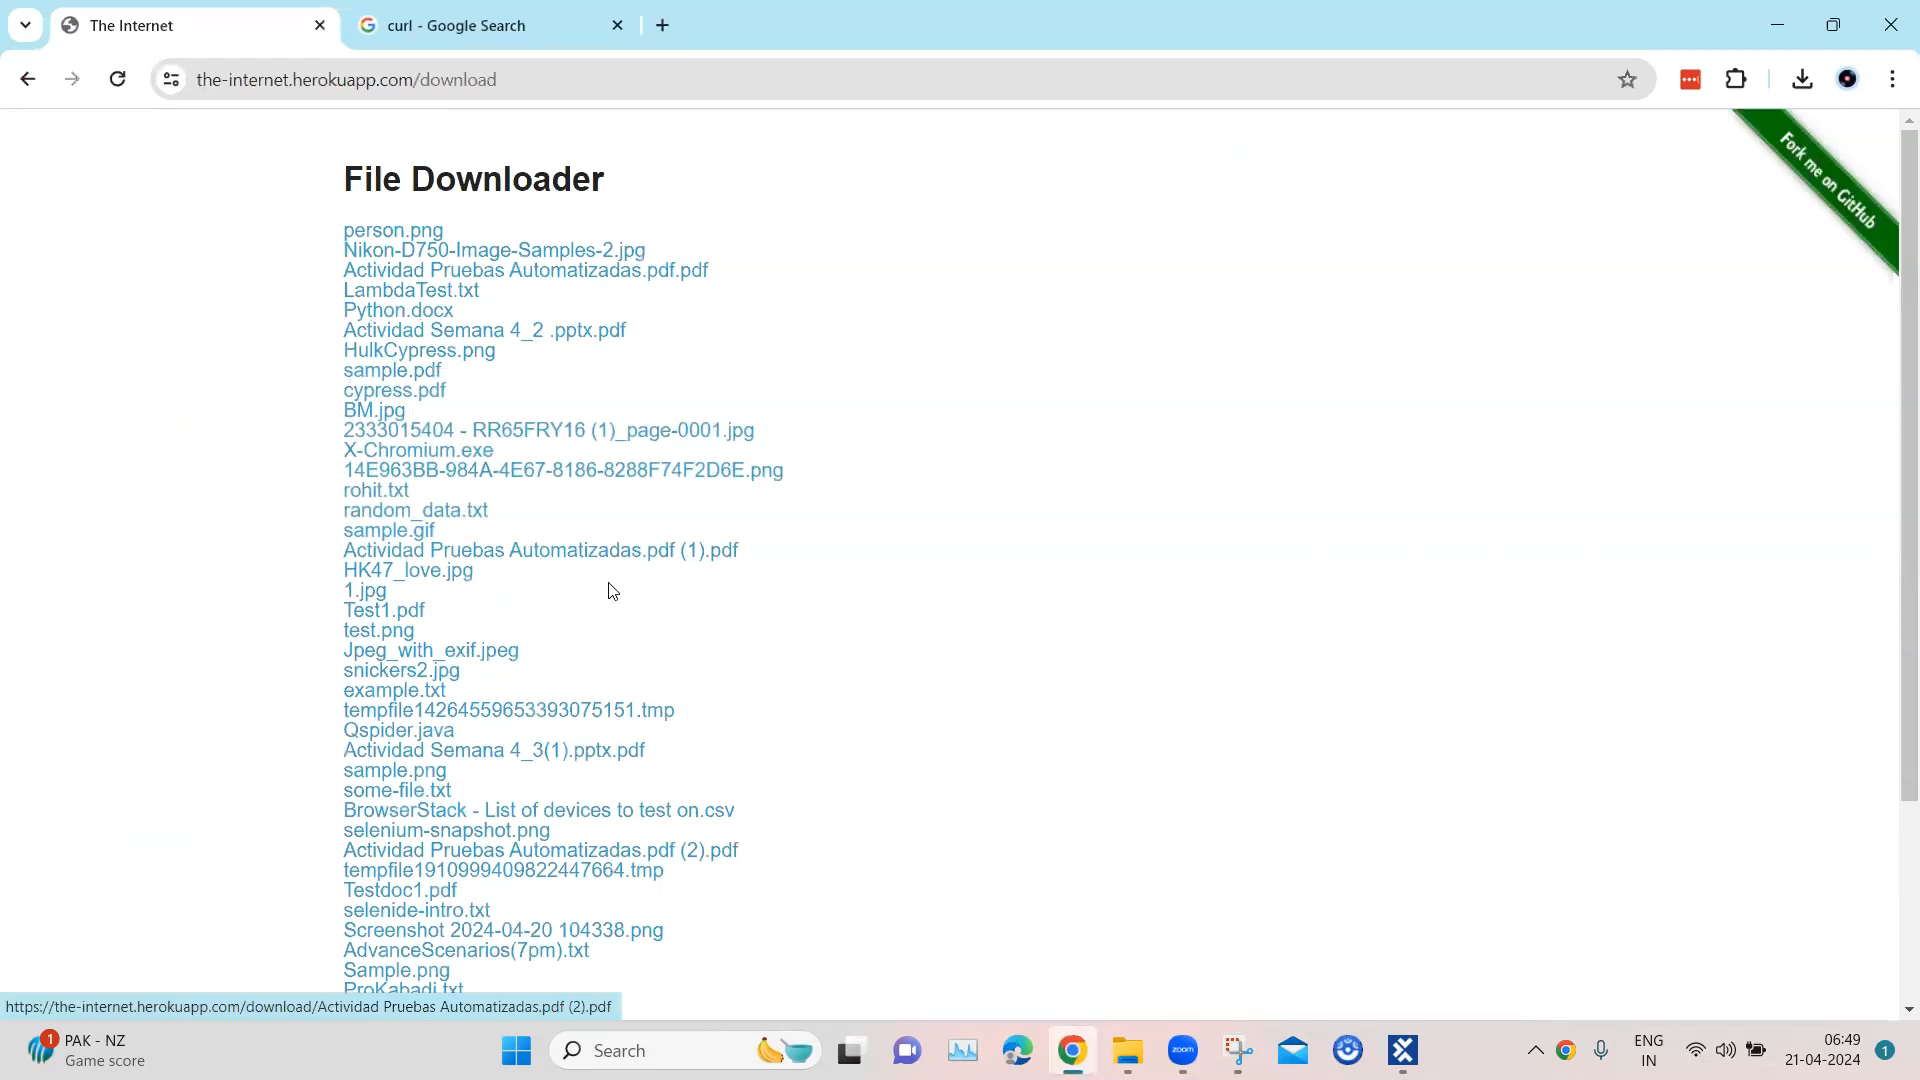 The Internet
curl - Google Search
the-internet.herokuapp.com/download
Fork me on GitHub
File Downloader
person.png
Nikon-D750-Image-Samples-2.jpg
Actividad Pruebas Automatizadas.pdf.pdf
LambdaTest.txt
Python.docx
Actividad Semana 4_2 .pptx.pdf
HulkCypress.png
sample.pdf
cypress.pdf
BM.jpg
2333015404 - RR65FRY16 (1)_page-0001.jpg
X-Chromium.exe
14E963BB-984A-4E67-8186-8288F74F2D6E.png
rohit.txt
random_data.txt
sample.gif
Actividad Pruebas Automatizadas.pdf (1).pdf
HK47_love.jpg
1.jpg
Test1.pdf
test.png
Jpeg_with_exif.jpeg
snickers2.jpg
example.txt
tempfile14264559653393075151.tmp
Qspider.java
Actividad Semana 4_3(1).pptx.pdf
sample.png
some-file.txt
BrowserStack - List of devices to test on.csv
selenium-snapshot.png
Actividad Pruebas Automatizadas.pdf (2).pdf
tempfile1910999409822447664.tmp
Testdoc1.pdf
selenide-intro.txt
Screenshot 2024-04-20 104338.png
AdvanceScenarios(7pm).txt
Sample.png
ProKabadi.txt
https://the-internet.herokuapp.com/download/Actividad Pruebas Automatizadas.pdf (2).pdf
1
PAK - NZ
Game score
Search
zoom
ENG
IN
06:49
21-04-2024
1